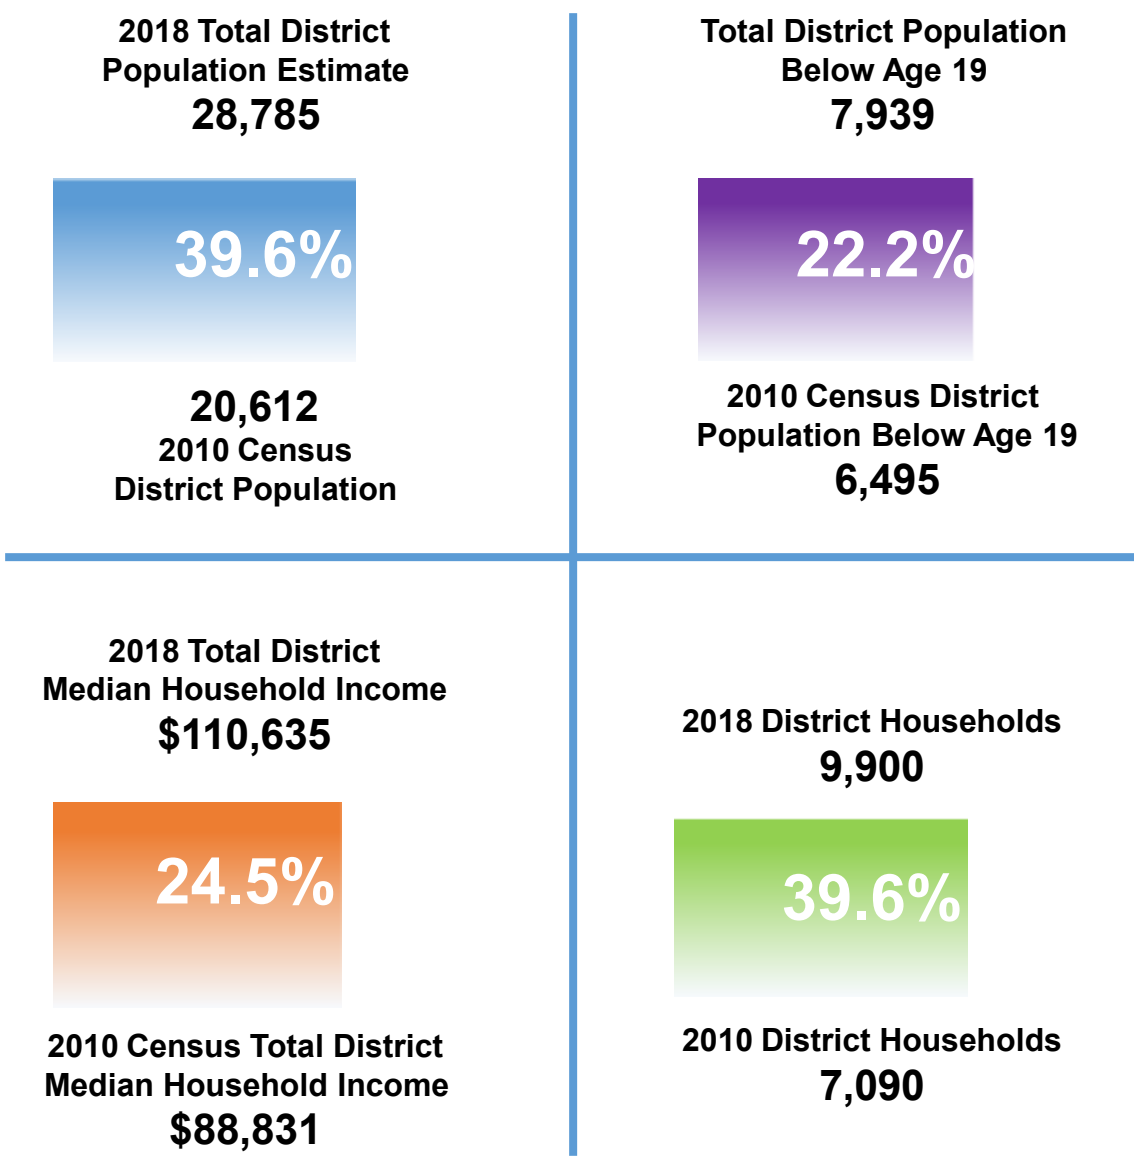 2018 Total District
Population Estimate
28,785
39.6%
20,612
2010 Census
District Population
Total District Population
Below Age 19
7,939
22.2%
2010 Census District
Population Below Age 19
6,495
2018 Total District
Median Household Income
$110,635
24.5%
2010 Census Total District
Median Household Income
$88,831
2018 District Households
9,900
39.6%
2010 District Households
7,090